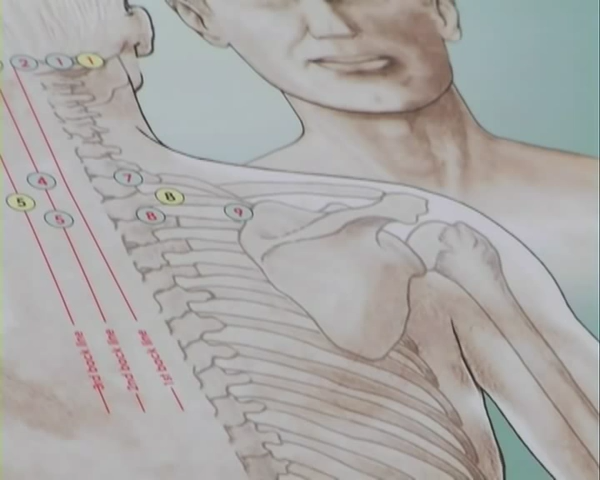 2 1 1
7
4 8
5 8 9
5
1st back line
2nd back line
3rd back line